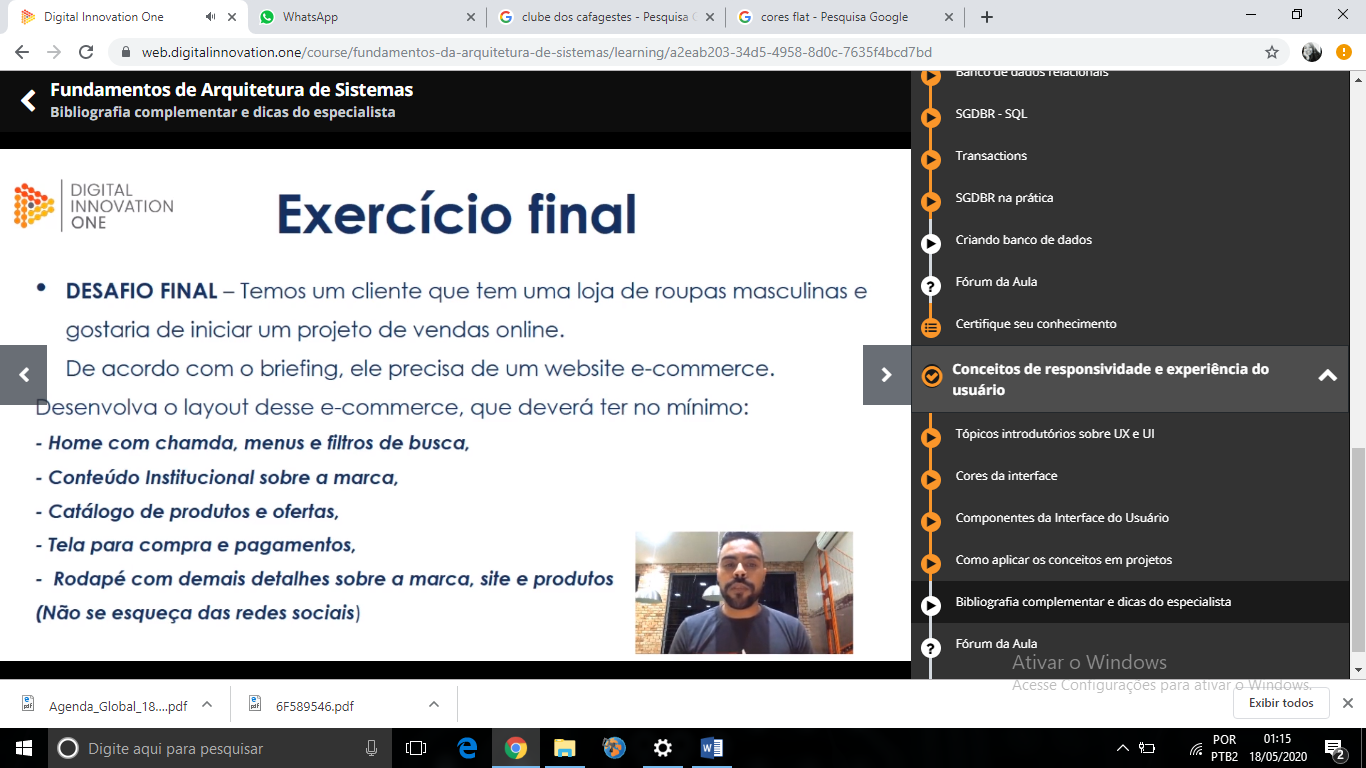 Digital Innovation One
WhatsApp
clube dos cafagestes - Pesquisa
cores flat - Pesquisa Google
web.digitalinnovation.one/course/fundamentos-da-arquitetura-de-sistemas/learning/a2eab203-34d5-4958-8d0c-7635f4bcd7bd
Fundamentos de Arquitetura de Sistemas
Bibliografia complementar e dicas do especialista
DIGITAL
INNOVATION
ONE
Exercício final
• DESAFIO FINAL – Temos um cliente que tem uma loja de roupas masculinas e
gostaria de iniciar um projeto de vendas online.
De acordo com o briefing, ele precisa de um website e-commerce.
Desenvolva o layout desse e-commerce, que deverá ter no mínimo:
- Home com chamda, menus e filtros de busca,
- Conteúdo Institucional sobre a marca,
- Catálogo de produtos e ofertas,
- Tela para compra e pagamentos,
- Rodapé com demais detalhes sobre a marca, site e produtos
(Não se esqueça das redes sociais)
Banco de dados relacionais
SGDBR - SQL
Transactions
SGDBR na prática
Criando banco de dados
Fórum da Aula
Certifique seu conhecimento
Conceitos de responsividade e experiência do
usuário
Tópicos introdutórios sobre UX e UI
Cores da interface
Componentes da Interface do Usuário
Como aplicar os conceitos em projetos
Bibliografia complementar e dicas do especialista
Fórum da Aula
Ativar o Windows
Acesse Configurações para ativar o Windows.
Agenda_Global_18....pdf
6F589546.pdf
Exibir todos
Digite aqui para pesquisar
POR
PTB2
01:15
18/05/2020
2